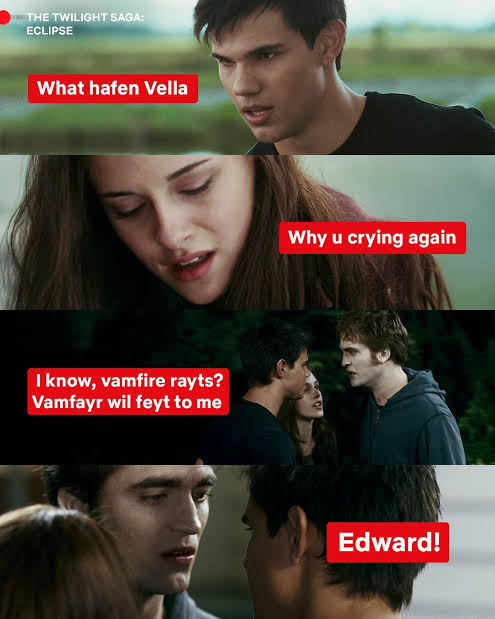 THE TWILIGHT SAGA:
ECLIPSE
What hafen Vella
Why u crying again
I know, vamfire rayts?
Vamfayr wil feyt to me
Edward!